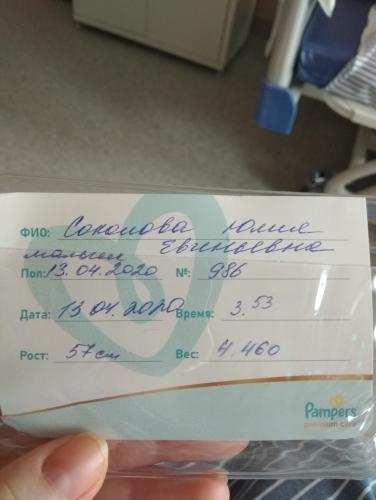 ФИО: Соколова Юлия
Евгеньевна
мальчик
Пол: 13.04.2020 №: 986
Дата: 13 04 2020 Время: 3.53
Рост: 57 см Вес: 4.460
Pampers
premium care